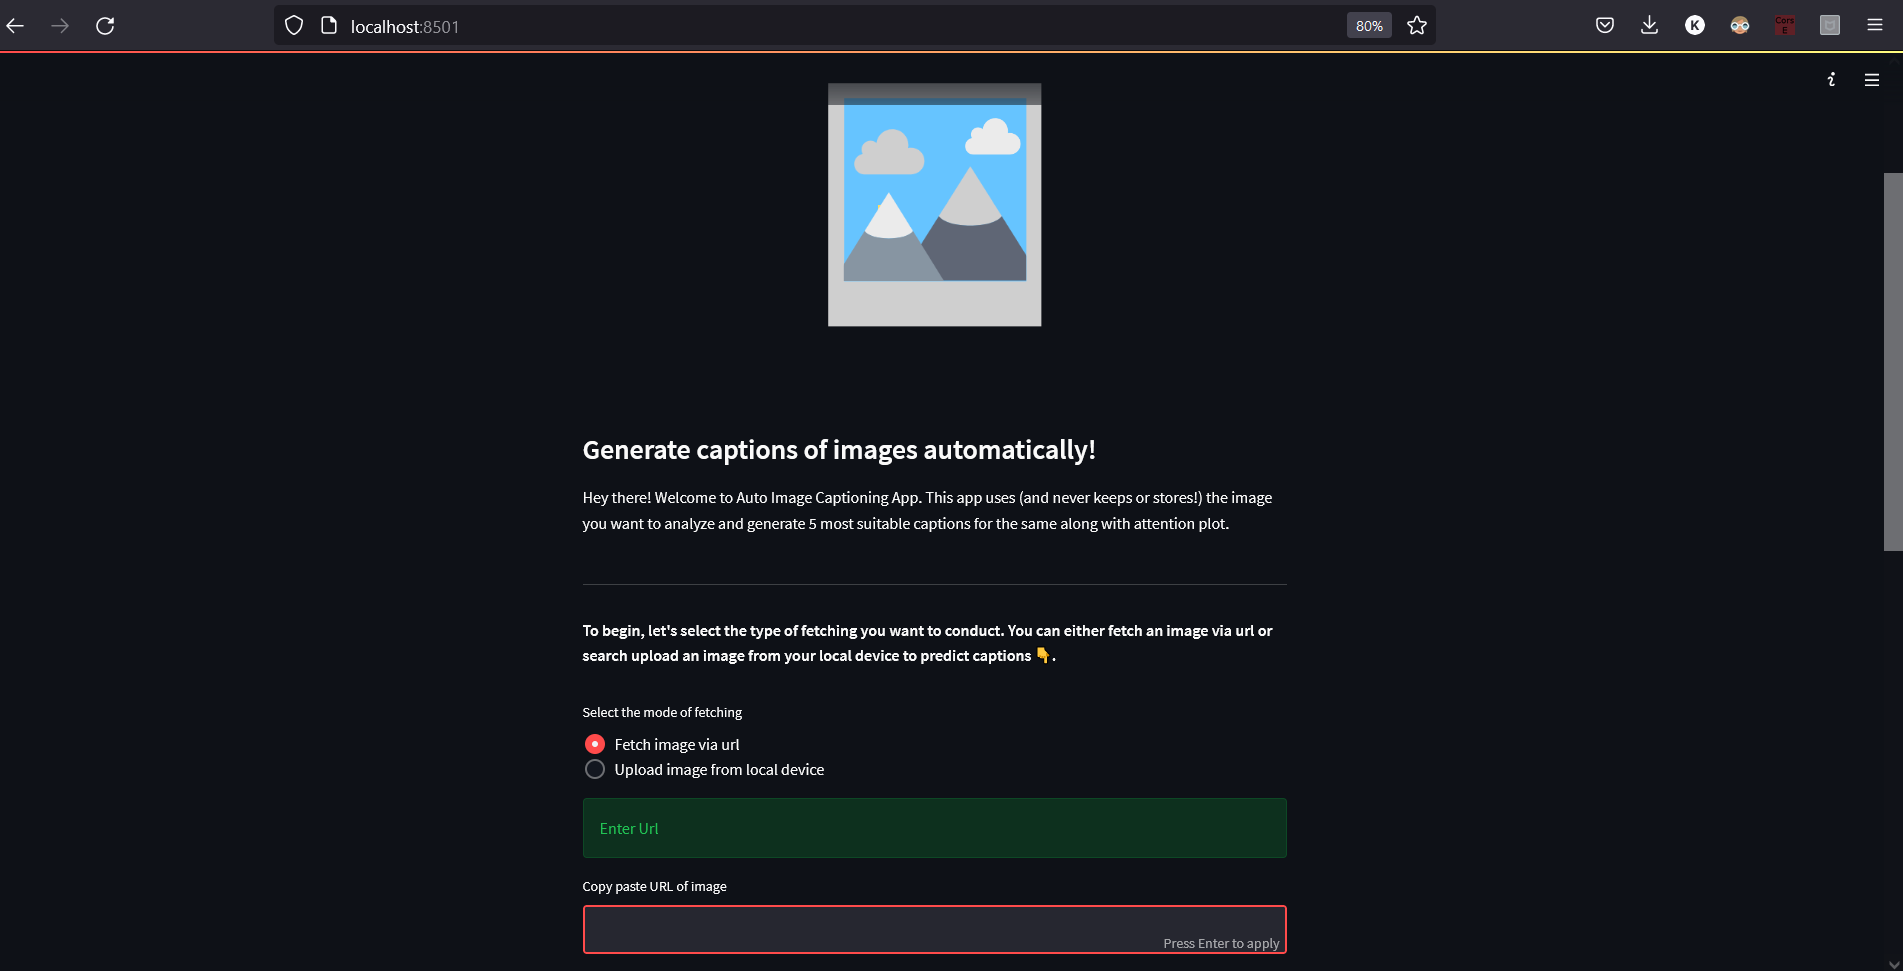 localhost:8501
80%
K
Cors
E
Generate captions of images automatically!
Hey there! Welcome to Auto Image Captioning App. This app uses (and never keeps or stores!) the image
you want to analyze and generate 5 most suitable captions for the same along with attention plot.
To begin, let's select the type of fetching you want to conduct. You can either fetch an image via url or
search upload an image from your local device to predict captions 👇.
Select the mode of fetching
Fetch image via url
Upload image from local device
Enter Url
Copy paste URL of image
Press Enter to apply